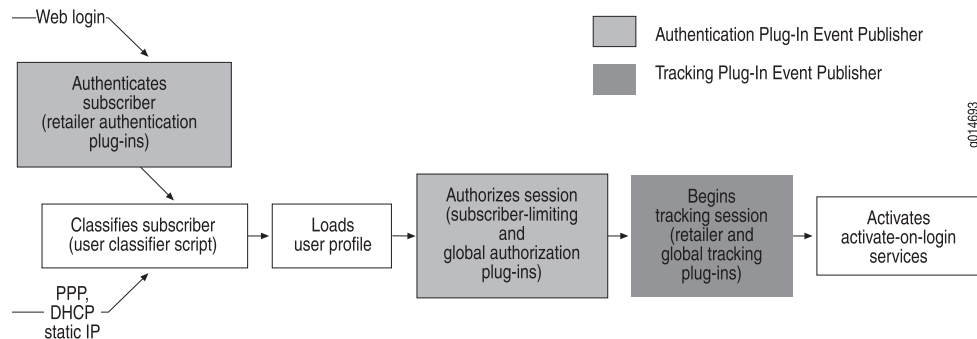 Web login
Authentication Plug-In Event Publisher
Tracking Plug-In Event Publisher
g014693
Authenticates
subscriber
(retailer authentication
plug-ins)
Classifies subscriber
(user classifier script)
Loads
user profile
Authorizes session
(subscriber-limiting
and
global authorization
plug-ins)
Begins
tracking session
(retailer and
global tracking
plug-ins)
Activates
activate-on-login
services
PPP,
DHCP
static IP